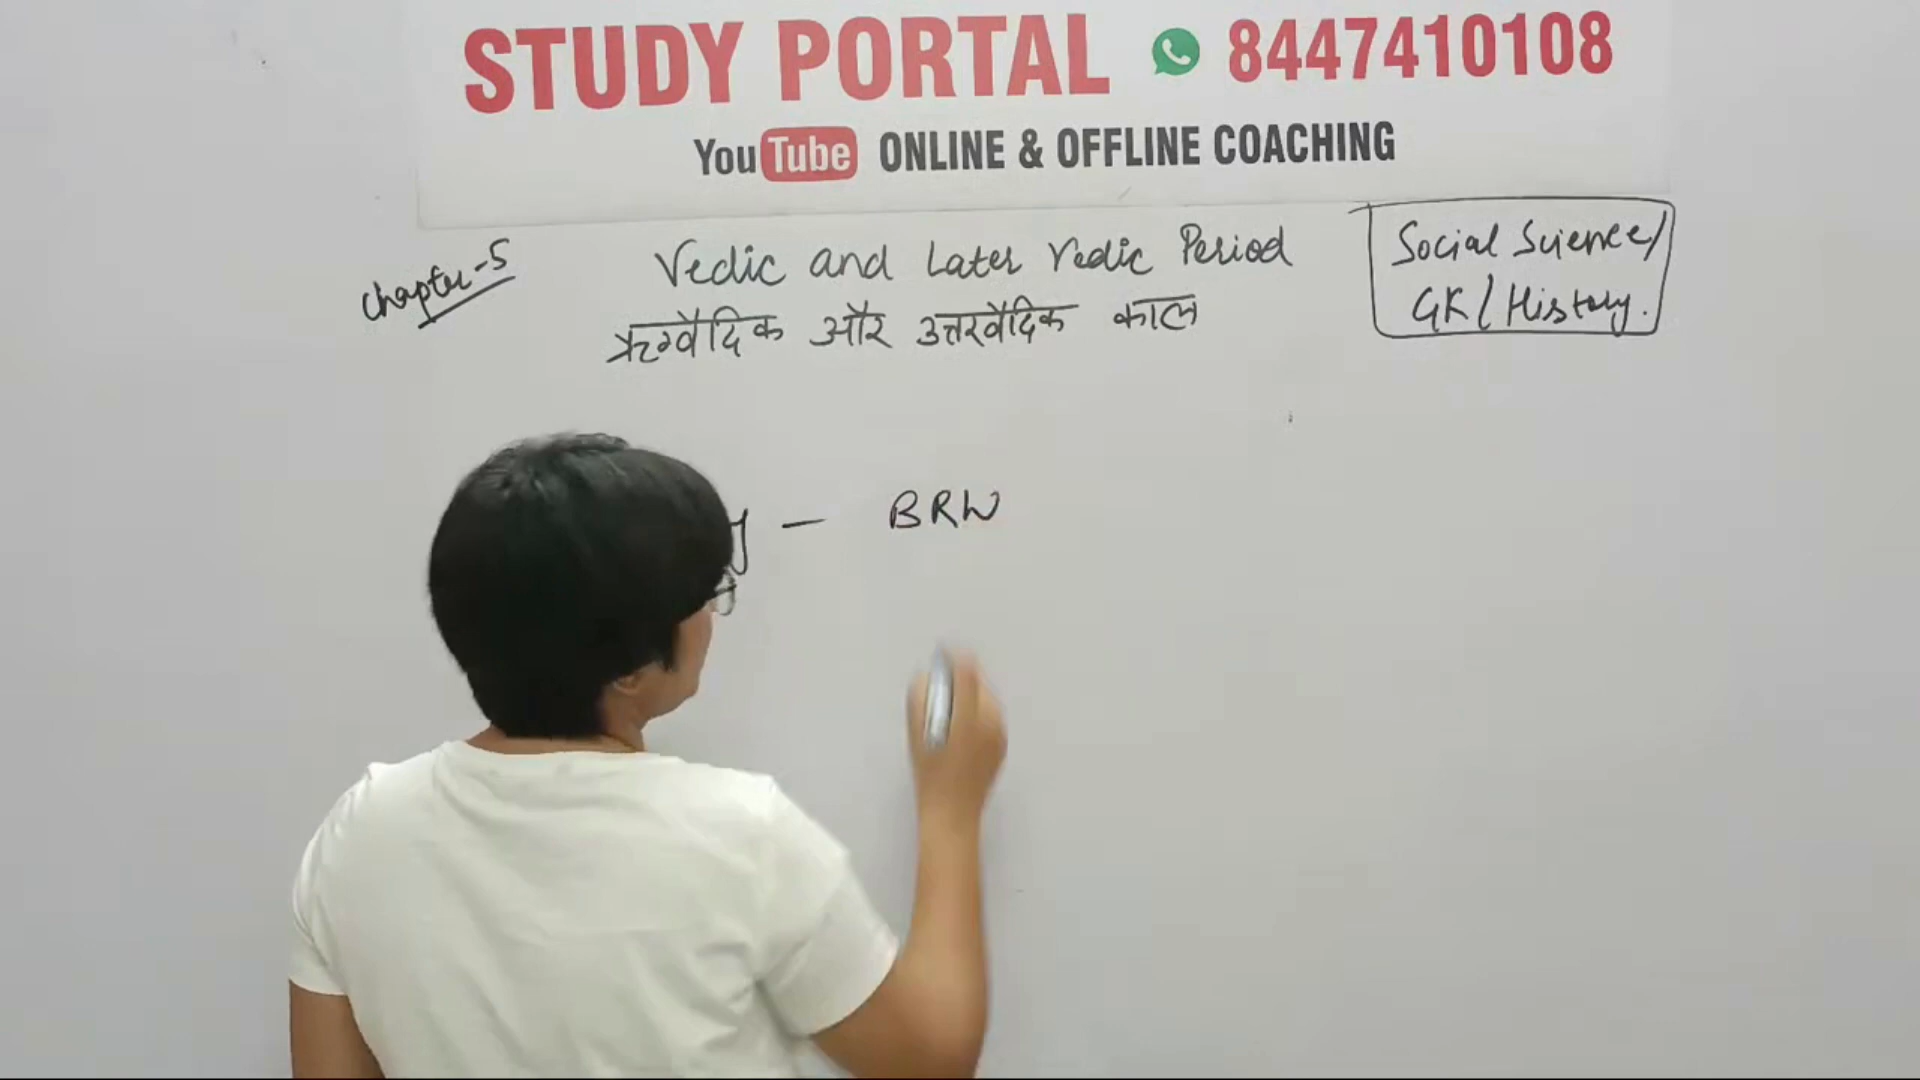 STUDY PORTAL 8447410108
YouTube ONLINE & OFFLINE COACHING
Chapter-5
Vedic and Later Vedic Period
ऋग्वैदिक और उत्तरवैदिक काल
Social Science/
GK/History.
— BRW